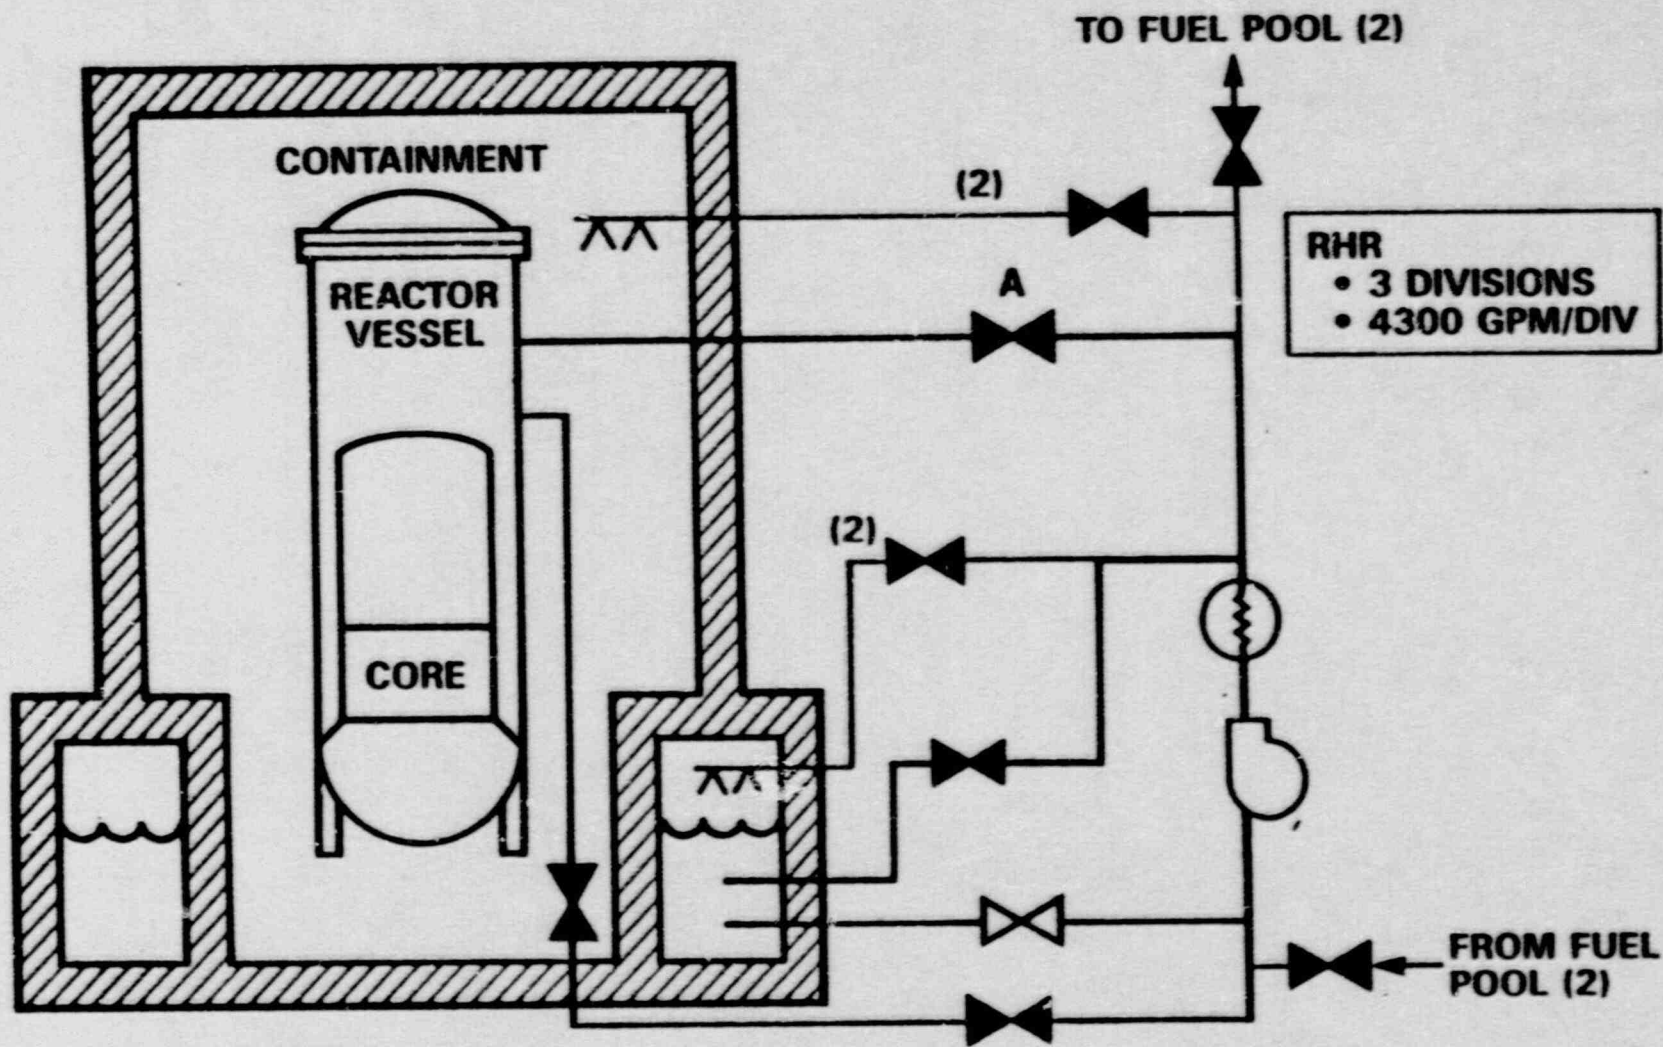 TO FUEL POOL (2)
CONTAINMENT
(2)
RHR
• 3 DIVISIONS
• 4300 GPM/DIV
A
REACTOR
VESSEL
(2)
CORE
FROM FUEL
POOL (2)